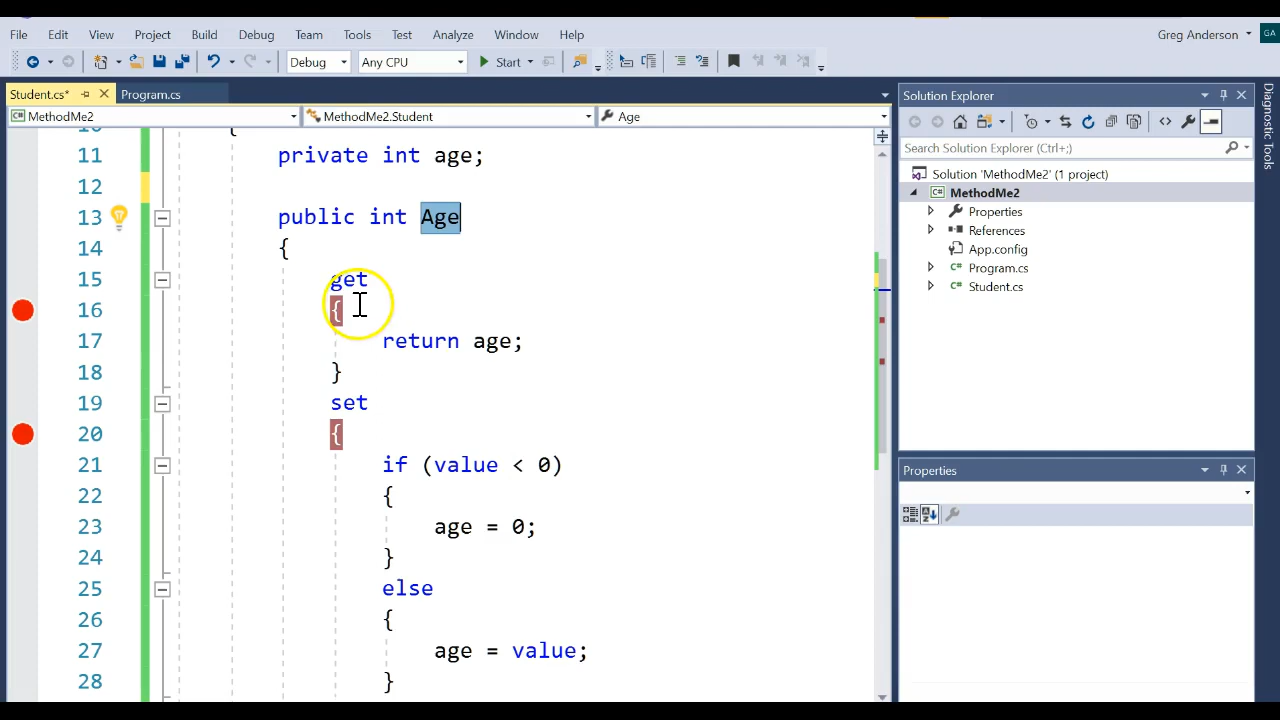 File Edit View Project Build Debug Team Tools Test Analyze Window Help Greg Anderson GA
Debug Any CPU Start
Student.cs* Program.cs
MethodMe2 MethodMe2.Student Age
11 private int age;
12
13 public int Age
14 {
15 get
16 {
17 return age;
18 }
19 set
20 {
21 if (value < 0)
22 {
23 age = 0;
24 }
25 else
26 {
27 age = value;
28 }
Solution Explorer
Search Solution Explorer (Ctrl+;)
Solution 'MethodMe2' (1 project)
C# MethodMe2
Properties
References
App.config
C# Program.cs
C# Student.cs
Properties
Diagnostic Tools